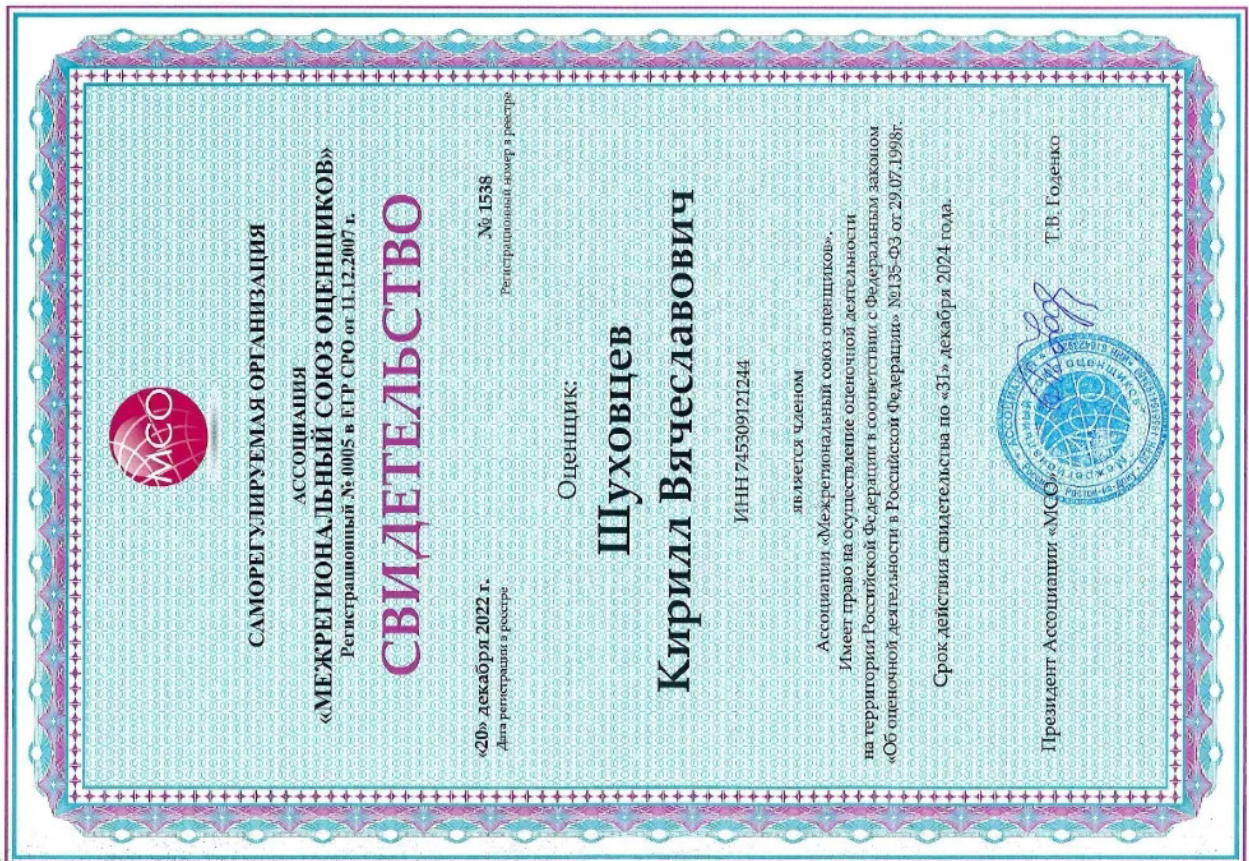 МСО
САМОРЕГУЛИРУЕМАЯ ОРГАНИЗАЦИЯ
АССОЦИАЦИЯ
«МЕЖРЕГИОНАЛЬНЫЙ СОЮЗ ОЦЕНЩИКОВ»
Регистрационный № 0005 в ЕГР СРО от 11.12.2007 г.
СВИДЕТЕЛЬСТВО
«20» декабря 2022 г. № 1538
Дата регистрации в реестре Регистрационный номер в реестре
Оценщик:
Шуховцев
Кирилл Вячеславович
ИНН 745309121244
является членом
Ассоциации «Межрегиональный союз оценщиков».
Имеет право на осуществление оценочной деятельности
на территории Российской Федерации в соответствии с Федеральным законом
«Об оценочной деятельности в Российской Федерации» №135-ФЗ от 29.07.1998г.
Срок действия свидетельства по «31» декабря 2024 года.
Президент Ассоциации «МСО» Т.В. Годенко